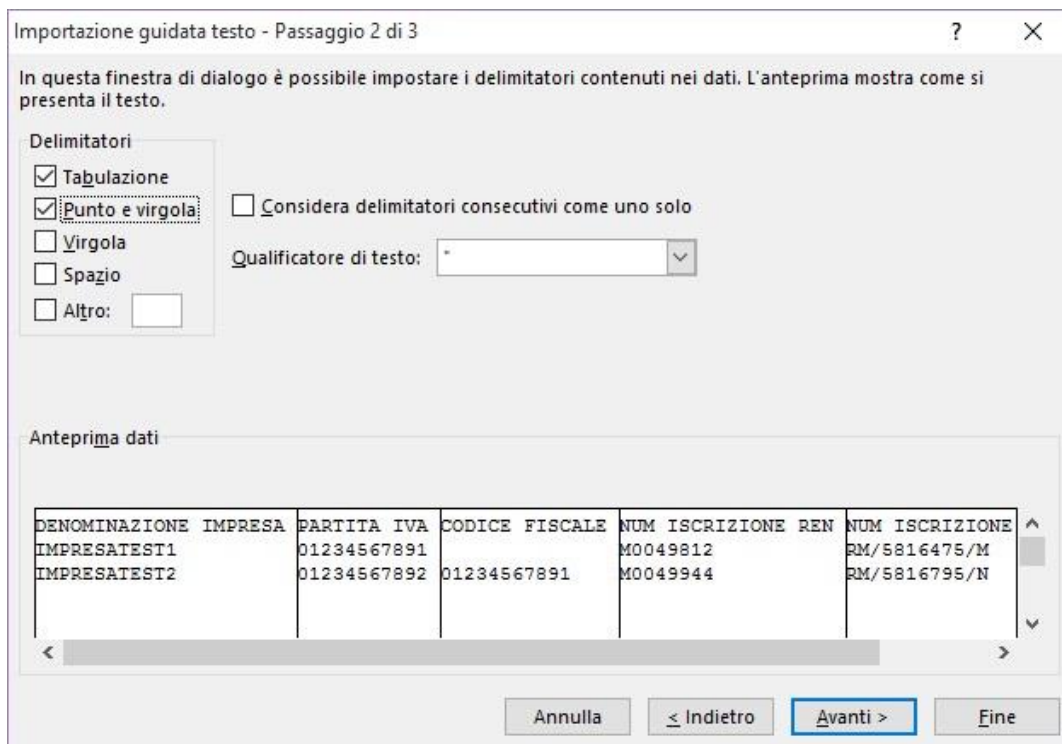 Importazione guidata testo - Passaggio 2 di 3 ?
In questa finestra di dialogo è possibile impostare i delimitatori contenuti nei dati. L'anteprima mostra come si
presenta il testo.
Delimitatori
Tabulazione
Punto e virgola
Considera delimitatori consecutivi come uno solo
Virgola
Qualificatore di testo: "
Spazio
Altro:
Anteprima dati
DENOMINAZIONE IMPRESA PARTITA IVA CODICE FISCALE NUM ISCRIZIONE REN NUM ISCRIZIONE
IMPRESATEST1 01234567891 M0049812 RM/5816475/M
IMPRESATEST2 01234567892 01234567891 M0049944 RM/5816795/N
Annulla < Indietro Avanti > Fine